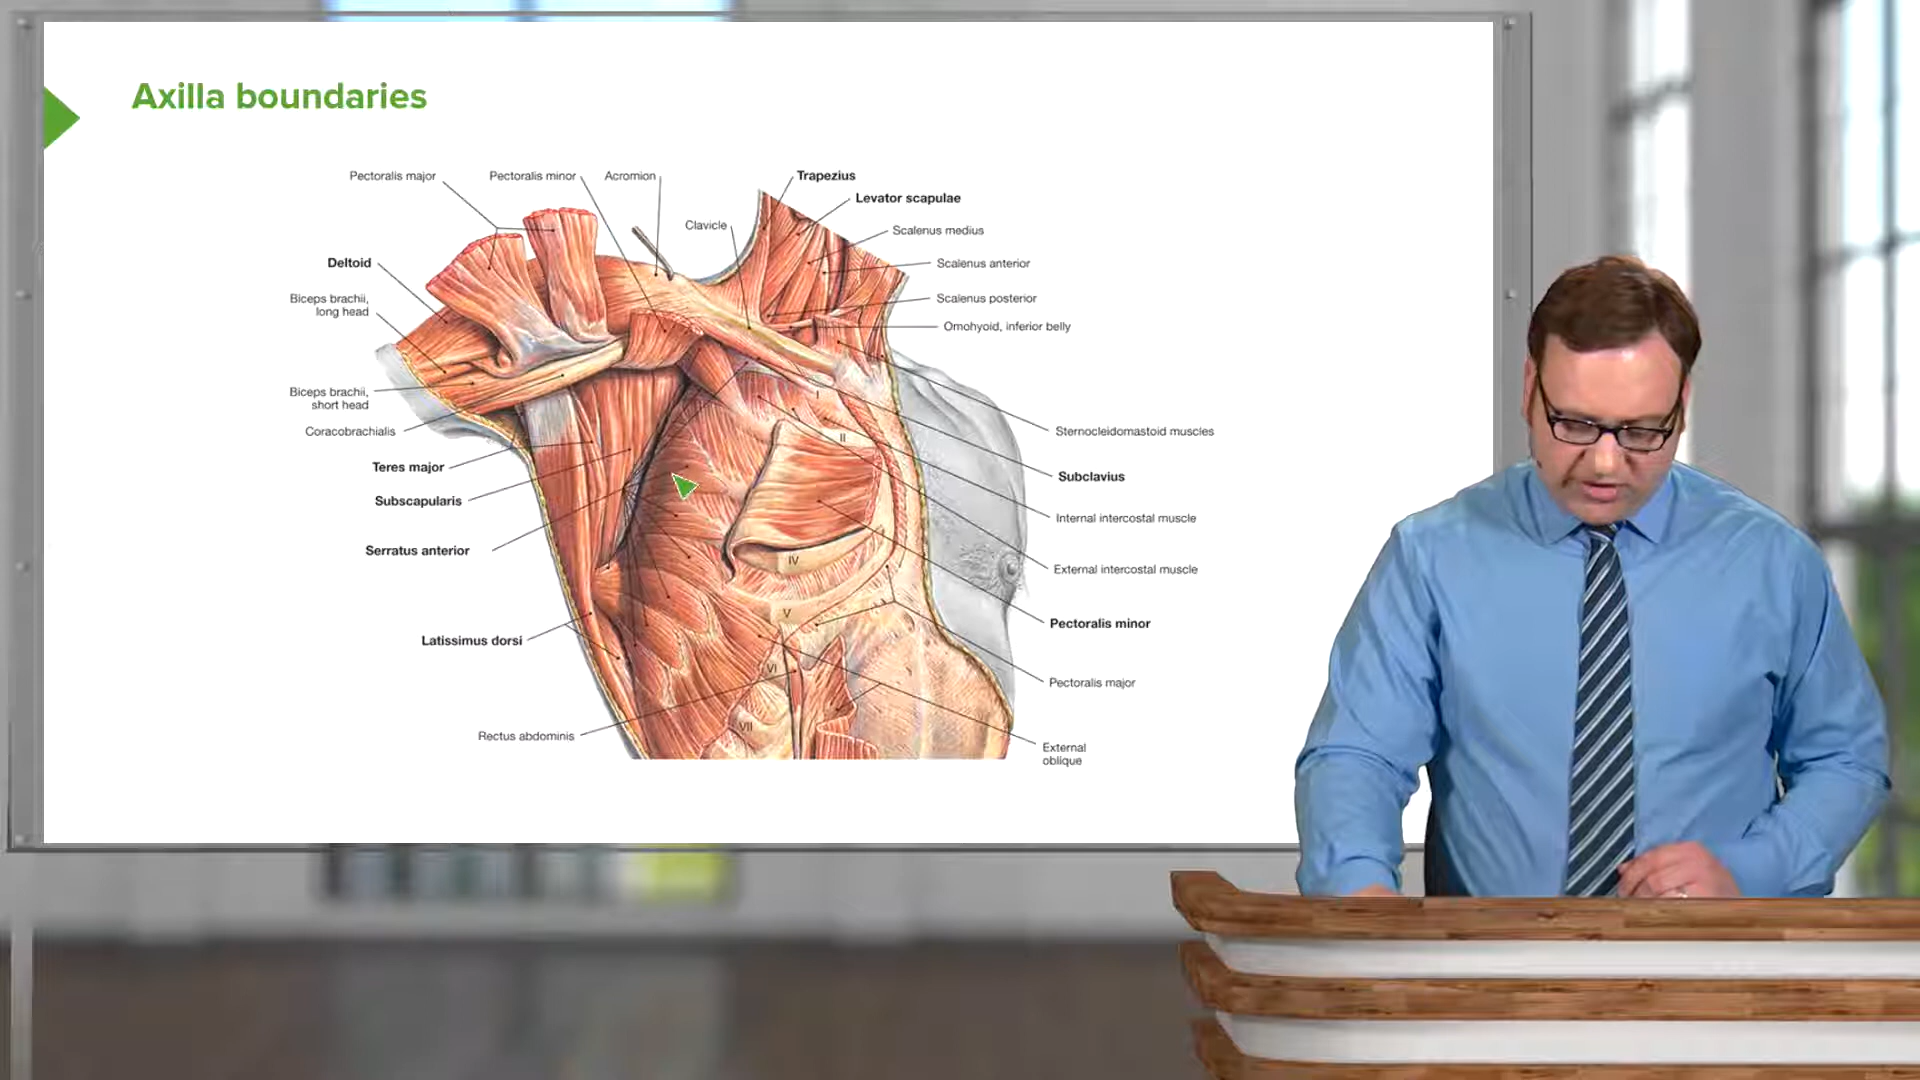 Axilla boundaries
Pectoralis major
Pectoralis minor
Acromion
Trapezius
Levator scapulae
Clavicle
Scalenus medius
Deltoid
Scalenus anterior
Biceps brachii,
long head
Scalenus posterior
Omohyoid, inferior belly
Biceps brachii,
short head
I
Coracobrachialis
II
Sternocleidomastoid muscles
Teres major
Subclavius
Subscapularis
Internal intercostal muscle
Serratus anterior
IV
External intercostal muscle
V
Pectoralis minor
Latissimus dorsi
VI
Pectoralis major
VII
Rectus abdominis
External
oblique